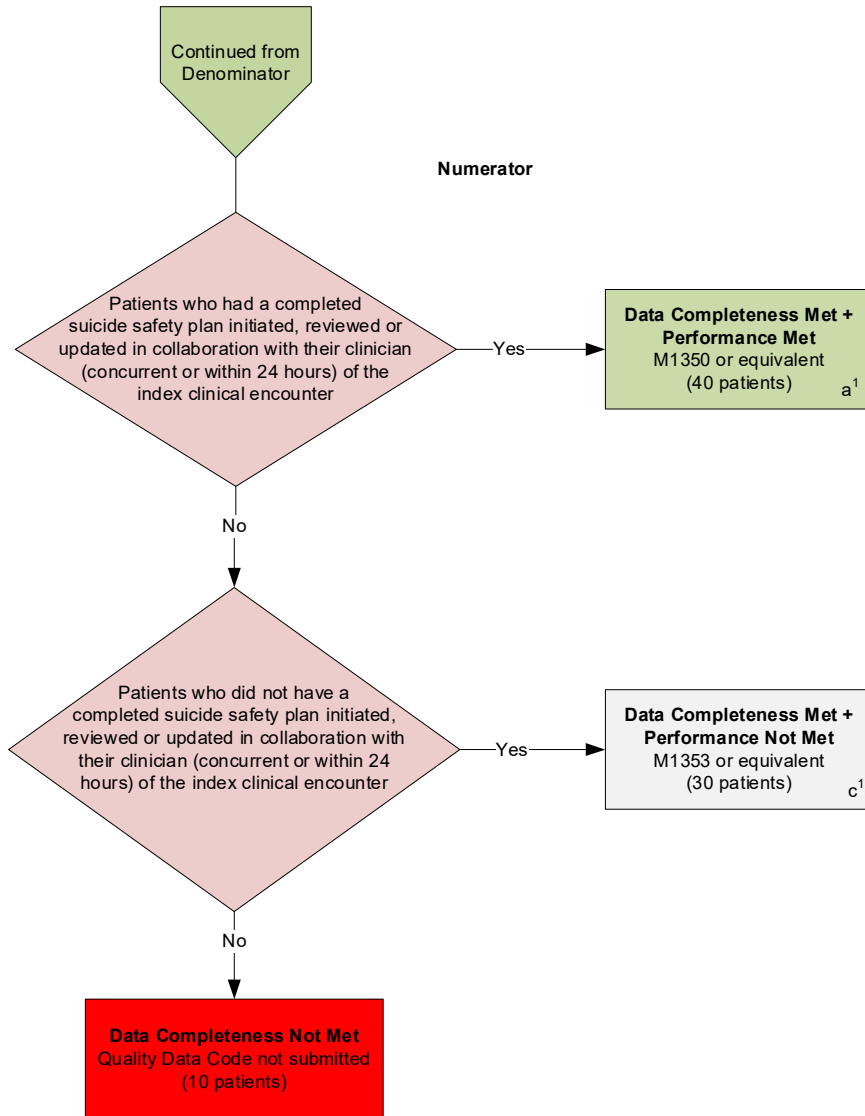 Continued from
Denominator
Numerator
Patients who had a completed
suicide safety plan initiated, reviewed or
updated in collaboration with their clinician
(concurrent or within 24 hours) of the
index clinical encounter
Yes
Data Completeness Met +
Performance Met
M1350 or equivalent
(40 patients)
a¹
No
Patients who did not have a
completed suicide safety plan initiated,
reviewed or updated in collaboration with
their clinician (concurrent or within 24
hours) of the index clinical encounter
Yes
Data Completeness Met +
Performance Not Met
M1353 or equivalent
(30 patients)
c¹
No
Data Completeness Not Met
Quality Data Code not submitted
(10 patients)